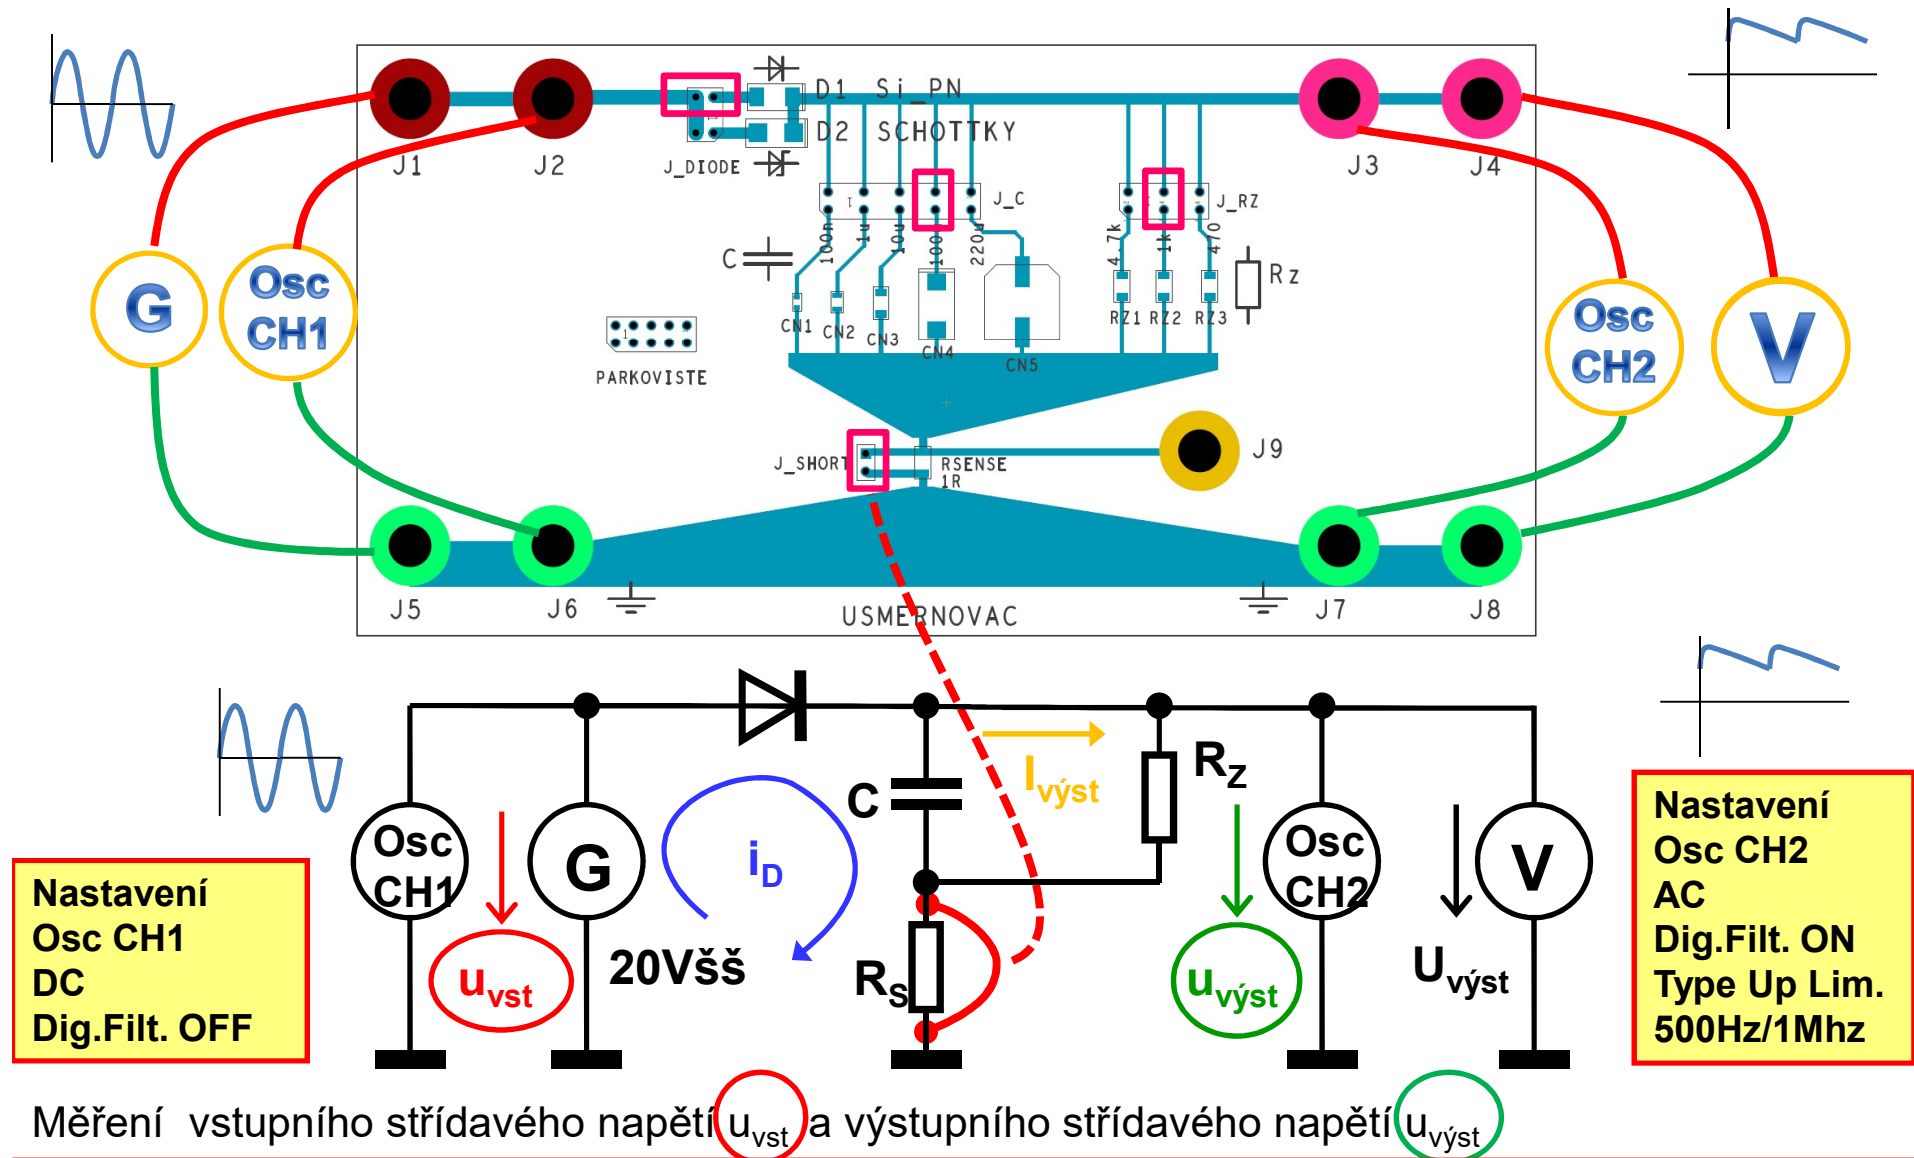 D1 Si_PN
D2 SCHOTTKY
J1
J2
J_DIODE
J3
J4
J_C
J_RZ
100n
1u
10u
100u
220u
4.7k
1k
470
C
Rz
G
Osc
CH1
Osc
CH2
V
CN1
CN2
CN3
CN4
CN5
RZ1
RZ2
RZ3
PARKOVISTE
J_SHORT
RSENSE
1R
J9
J5
J6
USMERNOVAC
J7
J8
Osc
CH1
G
iD
C
Ivýst
RZ
Osc
CH2
V
uvst
20Všš
RS
uvýst
Uvýst
Nastavení
Osc CH1
DC
Dig.Filt. OFF
Nastavení
Osc CH2
AC
Dig.Filt. ON
Type Up Lim.
500Hz/1Mhz
Měření vstupního střídavého napětí uvst a výstupního střídavého napětí uvýst